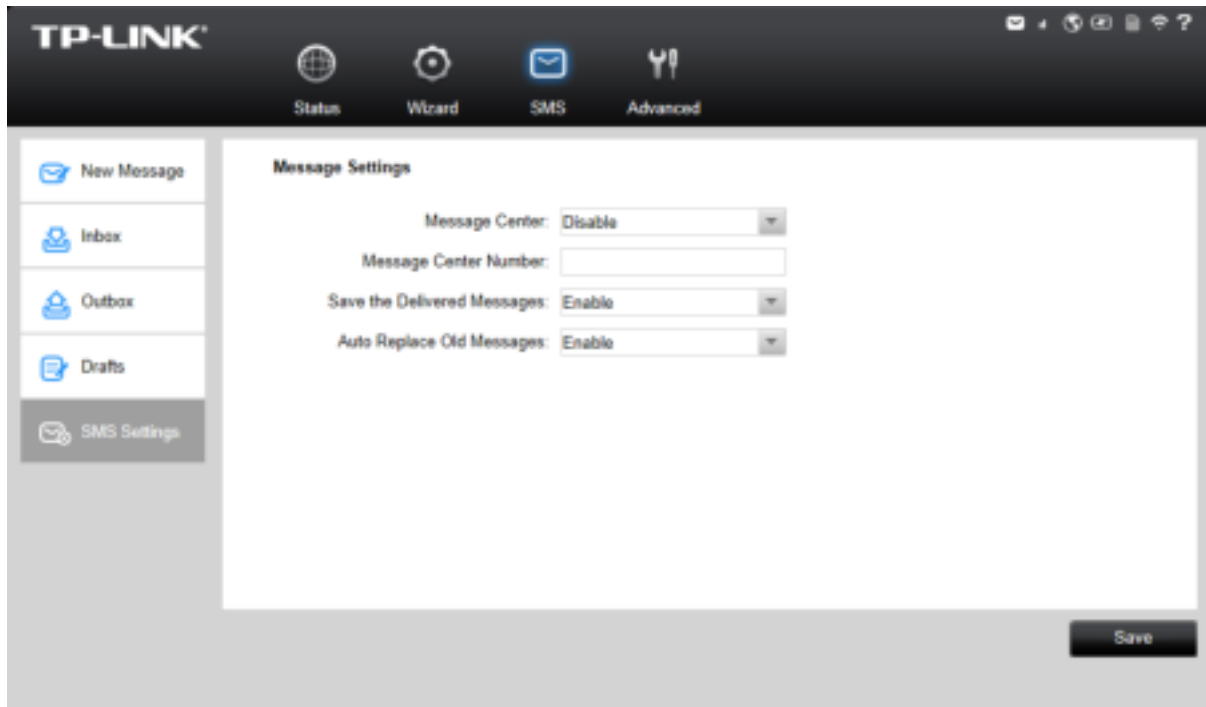 TP-LINK
?
Status Wizard SMS Advanced
New Message
Inbox
Outbox
Drafts
SMS Settings
Message Settings
Message Center: Disable
Message Center Number:
Save the Delivered Messages: Enable
Auto Replace Old Messages: Enable
Save